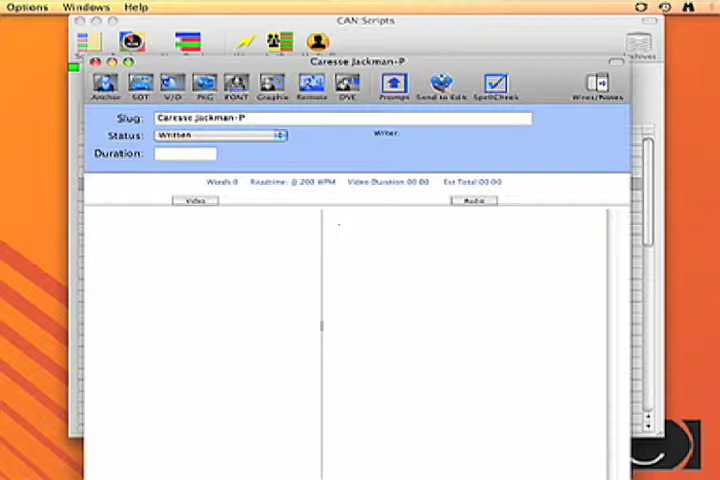 Options Windows Help
CAN:Scripts
Caresse Jackman-P
Anchor SOT V/O PKG FONT Graphic Remote DVE Prompt Send to Edit SpellCheck Wires/Notes
Slug: Caresse Jackman-P
Status: Written Writer:
Duration:
Words:0 Readtime: @ 200 WPM Video Duration:00:00 Est Total:00:00
Video Audio